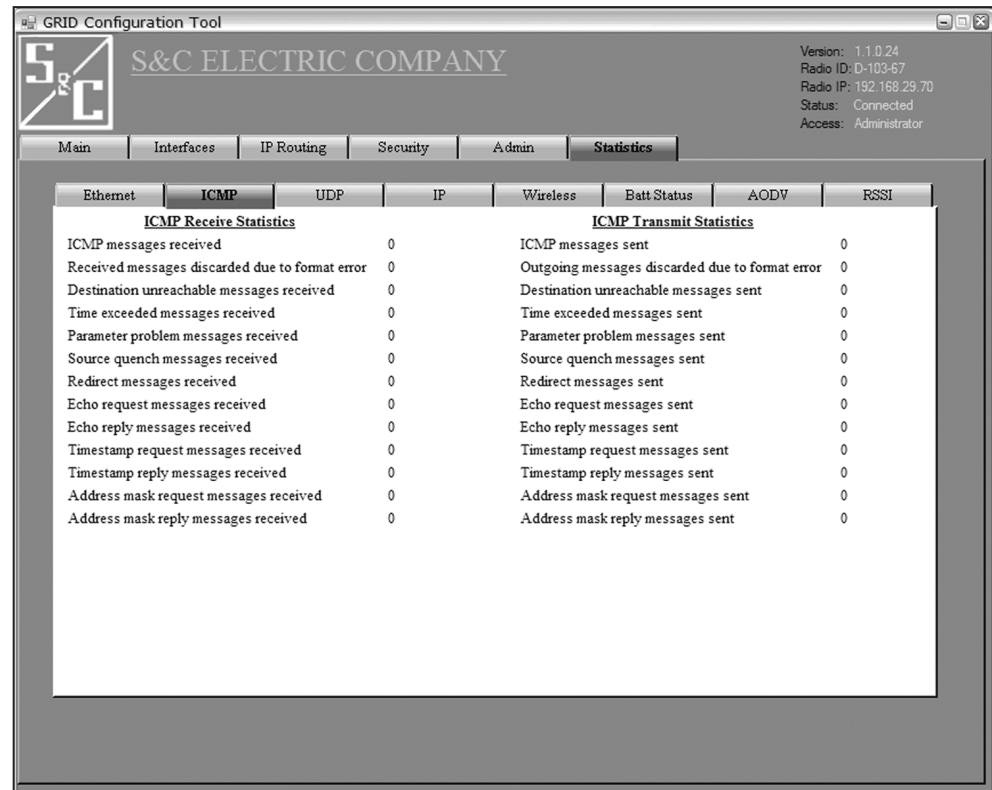 GRID Configuration Tool
S&C
S&C ELECTRIC COMPANY
Version: 1.1.0.24
Radio ID: D-103-67
Radio IP: 192.168.29.70
Status: Connected
Access: Administrator
Main Interfaces IP Routing Security Admin Statistics
Ethernet ICMP UDP IP Wireless Batt Status AODV RSSI
ICMP Receive Statistics
ICMP messages received 0
Received messages discarded due to format error 0
Destination unreachable messages received 0
Time exceeded messages received 0
Parameter problem messages received 0
Source quench messages received 0
Redirect messages received 0
Echo request messages received 0
Echo reply messages received 0
Timestamp request messages received 0
Timestamp reply messages received 0
Address mask request messages received 0
Address mask reply messages received 0
ICMP Transmit Statistics
ICMP messages sent 0
Outgoing messages discarded due to format error 0
Destination unreachable messages sent 0
Time exceeded messages sent 0
Parameter problem messages sent 0
Source quench messages sent 0
Redirect messages sent 0
Echo request messages sent 0
Echo reply messages sent 0
Timestamp request messages sent 0
Timestamp reply messages sent 0
Address mask request messages sent 0
Address mask reply messages sent 0